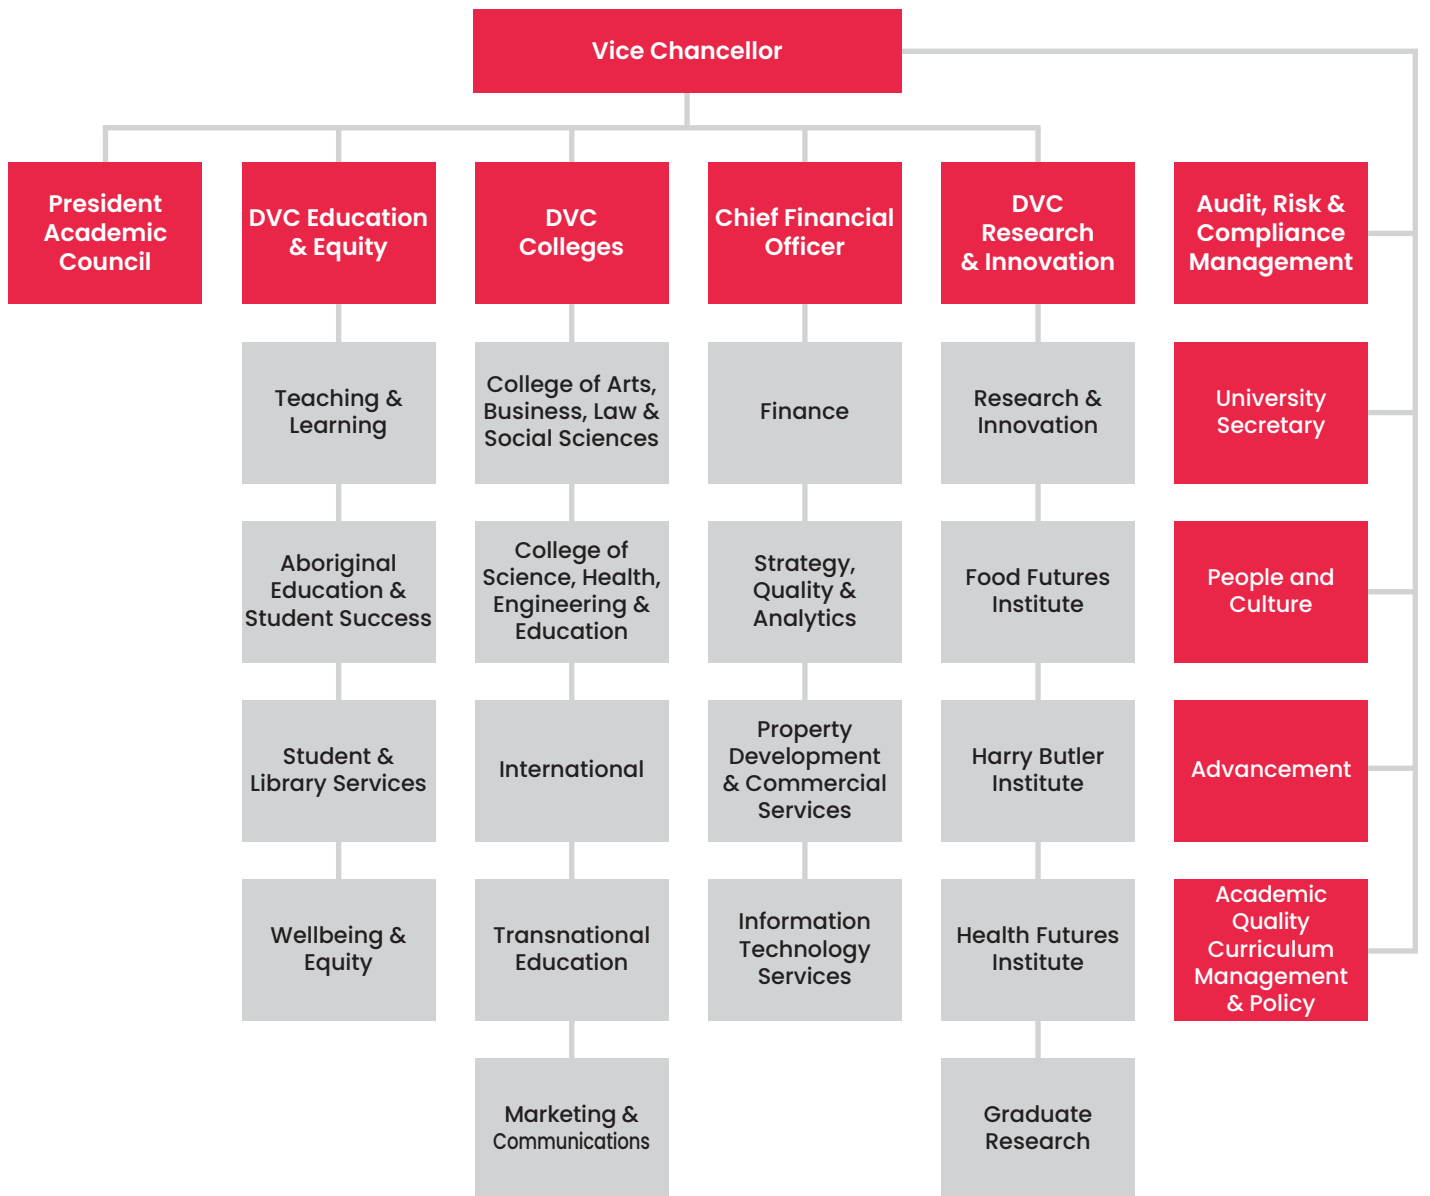 Vice Chancellor
President
Academic
Council
DVC Education
& Equity
DVC
Colleges
Chief Financial
Officer
DVC
Research
& Innovation
Audit, Risk &
Compliance
Management
Teaching &
Learning
College of Arts,
Business, Law &
Social Sciences
Finance
Research &
Innovation
University
Secretary
Aboriginal
Education &
Student Success
College of
Science, Health,
Engineering &
Education
Strategy,
Quality &
Analytics
Food Futures
Institute
People and
Culture
Student &
Library Services
International
Property
Development
& Commercial
Services
Harry Butler
Institute
Advancement
Wellbeing &
Equity
Transnational
Education
Information
Technology
Services
Health Futures
Institute
Academic
Quality
Curriculum
Management
& Policy
Marketing &
Communications
Graduate
Research